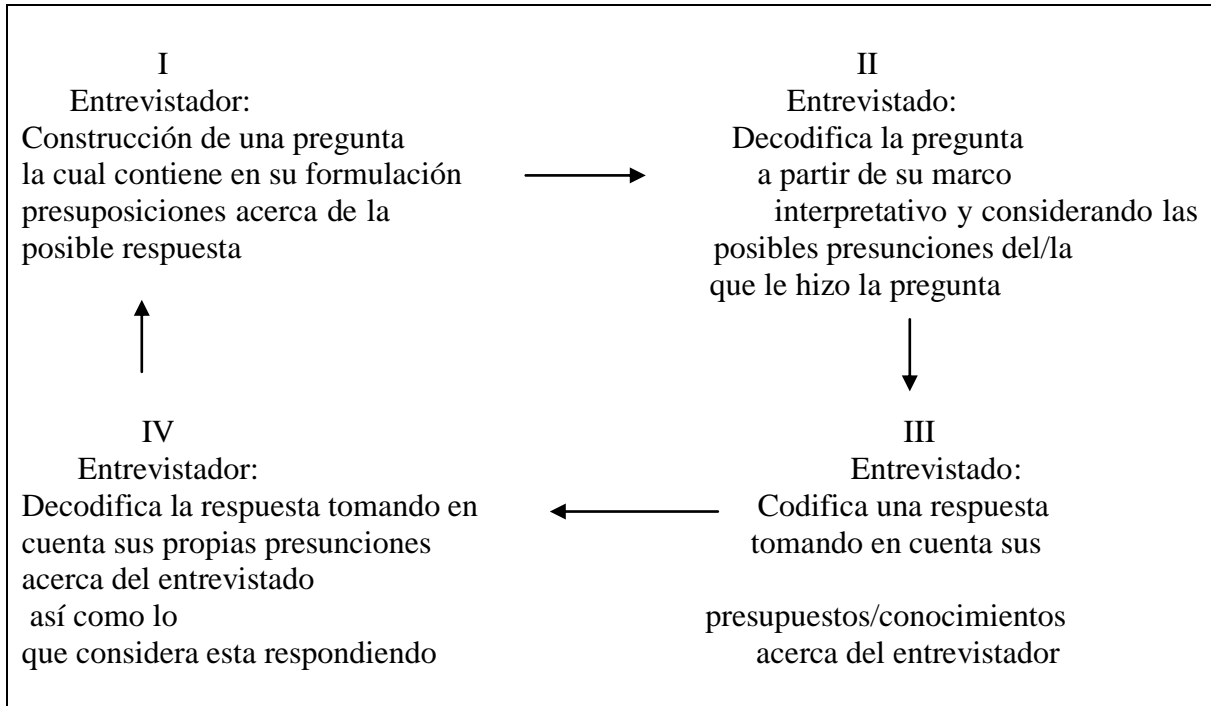 I
Entrevistador:
Construcción de una pregunta
la cual contiene en su formulación
presuposiciones acerca de la
posible respuesta
II
Entrevistado:
Decodifica la pregunta
a partir de su marco
interpretativo y considerando las
posibles presunciones del/la
que le hizo la pregunta
III
Entrevistado:
Codifica una respuesta
tomando en cuenta sus
presupuestos/conocimientos
acerca del entrevistador
IV
Entrevistador:
Decodifica la respuesta tomando en
cuenta sus propias presunciones
acerca del entrevistado
así como lo
que considera esta respondiendo